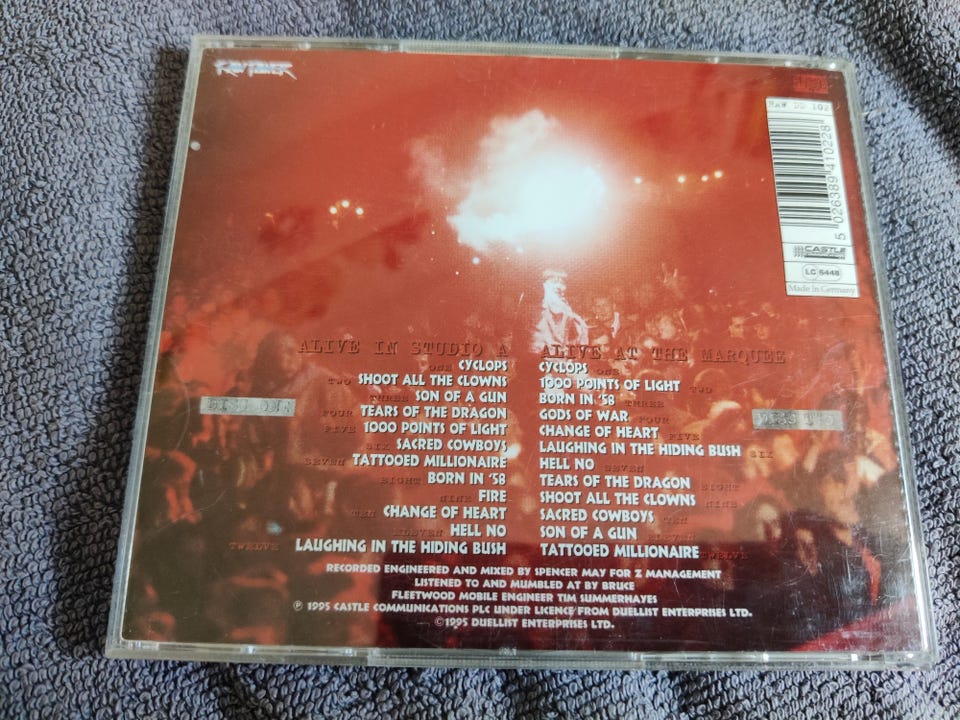 RAW POWER
RAW DD 102
5 026389 410228
CASTLE
LC 6448
Made In Germany
ALIVE IN STUDIO A
ONE CYCLOPS
TWO SHOOT ALL THE CLOWNS
THREE SON OF A GUN
FOUR TEARS OF THE DRAGON
FIVE 1000 POINTS OF LIGHT
SIX SACRED COWBOYS
SEVEN TATTOOED MILLIONAIRE
EIGHT BORN IN '58
NINE FIRE
TEN CHANGE OF HEART
ELEVEN HELL NO
TWELVE LAUGHING IN THE HIDING BUSH
DISC ONE
ALIVE AT THE MARQUEE
CYCLOPS ONE
1000 POINTS OF LIGHT TWO
BORN IN '58 THREE
GODS OF WAR FOUR
CHANGE OF HEART FIVE
LAUGHING IN THE HIDING BUSH SIX
HELL NO SEVEN
TEARS OF THE DRAGON EIGHT
SHOOT ALL THE CLOWNS NINE
SACRED COWBOYS TEN
SON OF A GUN ELEVEN
TATTOOED MILLIONAIRE TWELVE
DISC TWO
RECORDED ENGINEERED AND MIXED BY SPENCER MAY FOR Z MANAGEMENT
LISTENED TO AND MUMBLED AT BY BRUCE
FLEETWOOD MOBILE ENGINEER TIM SUMMERHAYES
℗ 1995 CASTLE COMMUNICATIONS PLC UNDER LICENCE FROM DUELLIST ENTERPRISES LTD.
©1995 DUELLIST ENTERPRISES LTD.